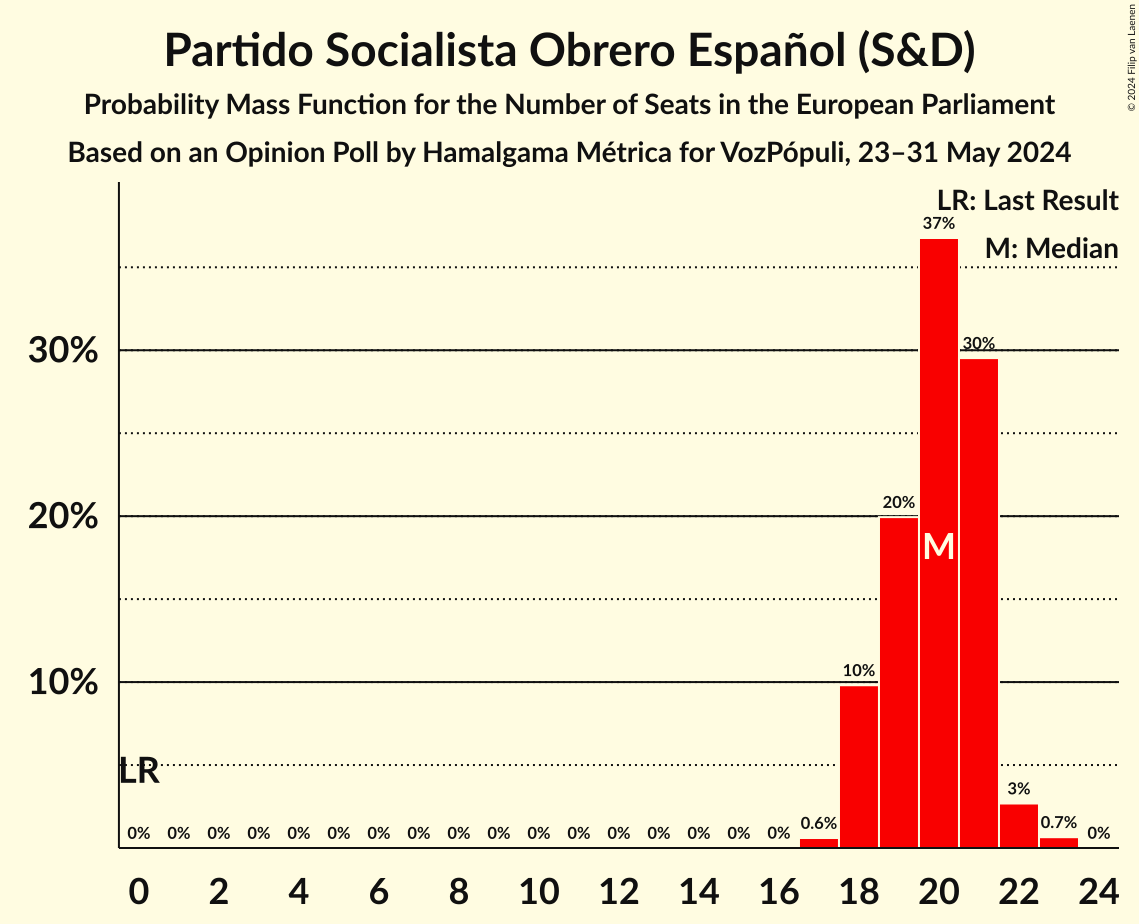 Partido Socialista Obrero Español (S&D)
Probability Mass Function for the Number of Seats in the European Parliament
Based on an Opinion Poll by Hamalgama Métrica for VozPópuli, 23–31 May 2024
© 2024 Filip van Laenen
LR: Last Result
M: Median
37%
30%
30%
20%
20%
M
10%
10%
LR
3%
0% 0% 0% 0% 0% 0% 0% 0% 0% 0% 0% 0% 0% 0% 0% 0% 0% 0.6% 0.7% 0%
0 2 4 6 8 10 12 14 16 18 20 22 24